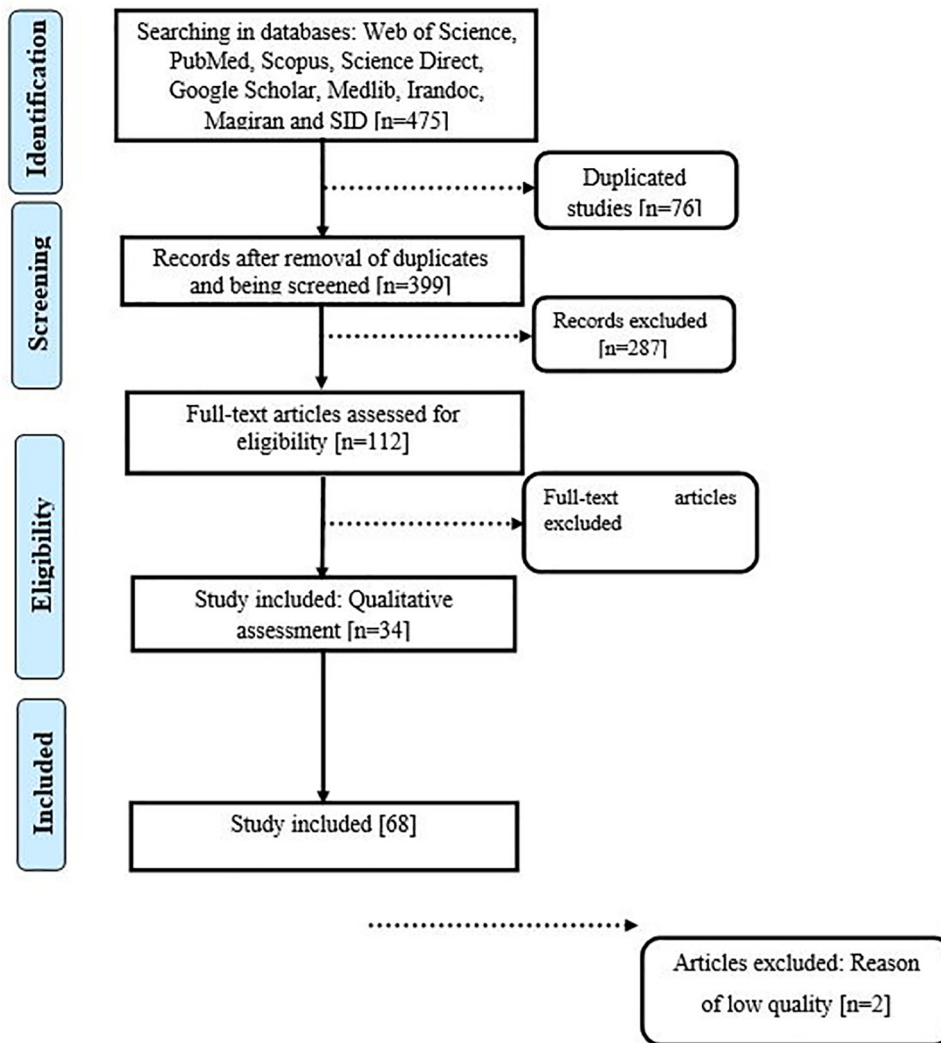 Identification
Searching in databases: Web of Science,
PubMed, Scopus, Science Direct,
Google Scholar, Medlib, Irandoc,
Magiran and SID [n=475]
Duplicated
studies [n=76]
Screening
Records after removal of duplicates
and being screened [n=399]
Records excluded
[n=287]
Full-text articles assessed for
eligibility [n=112]
Eligibility
Full-text articles
excluded
Study included: Qualitative
assessment [n=34]
Included
Study included [68]
Articles excluded: Reason
of low quality [n=2]